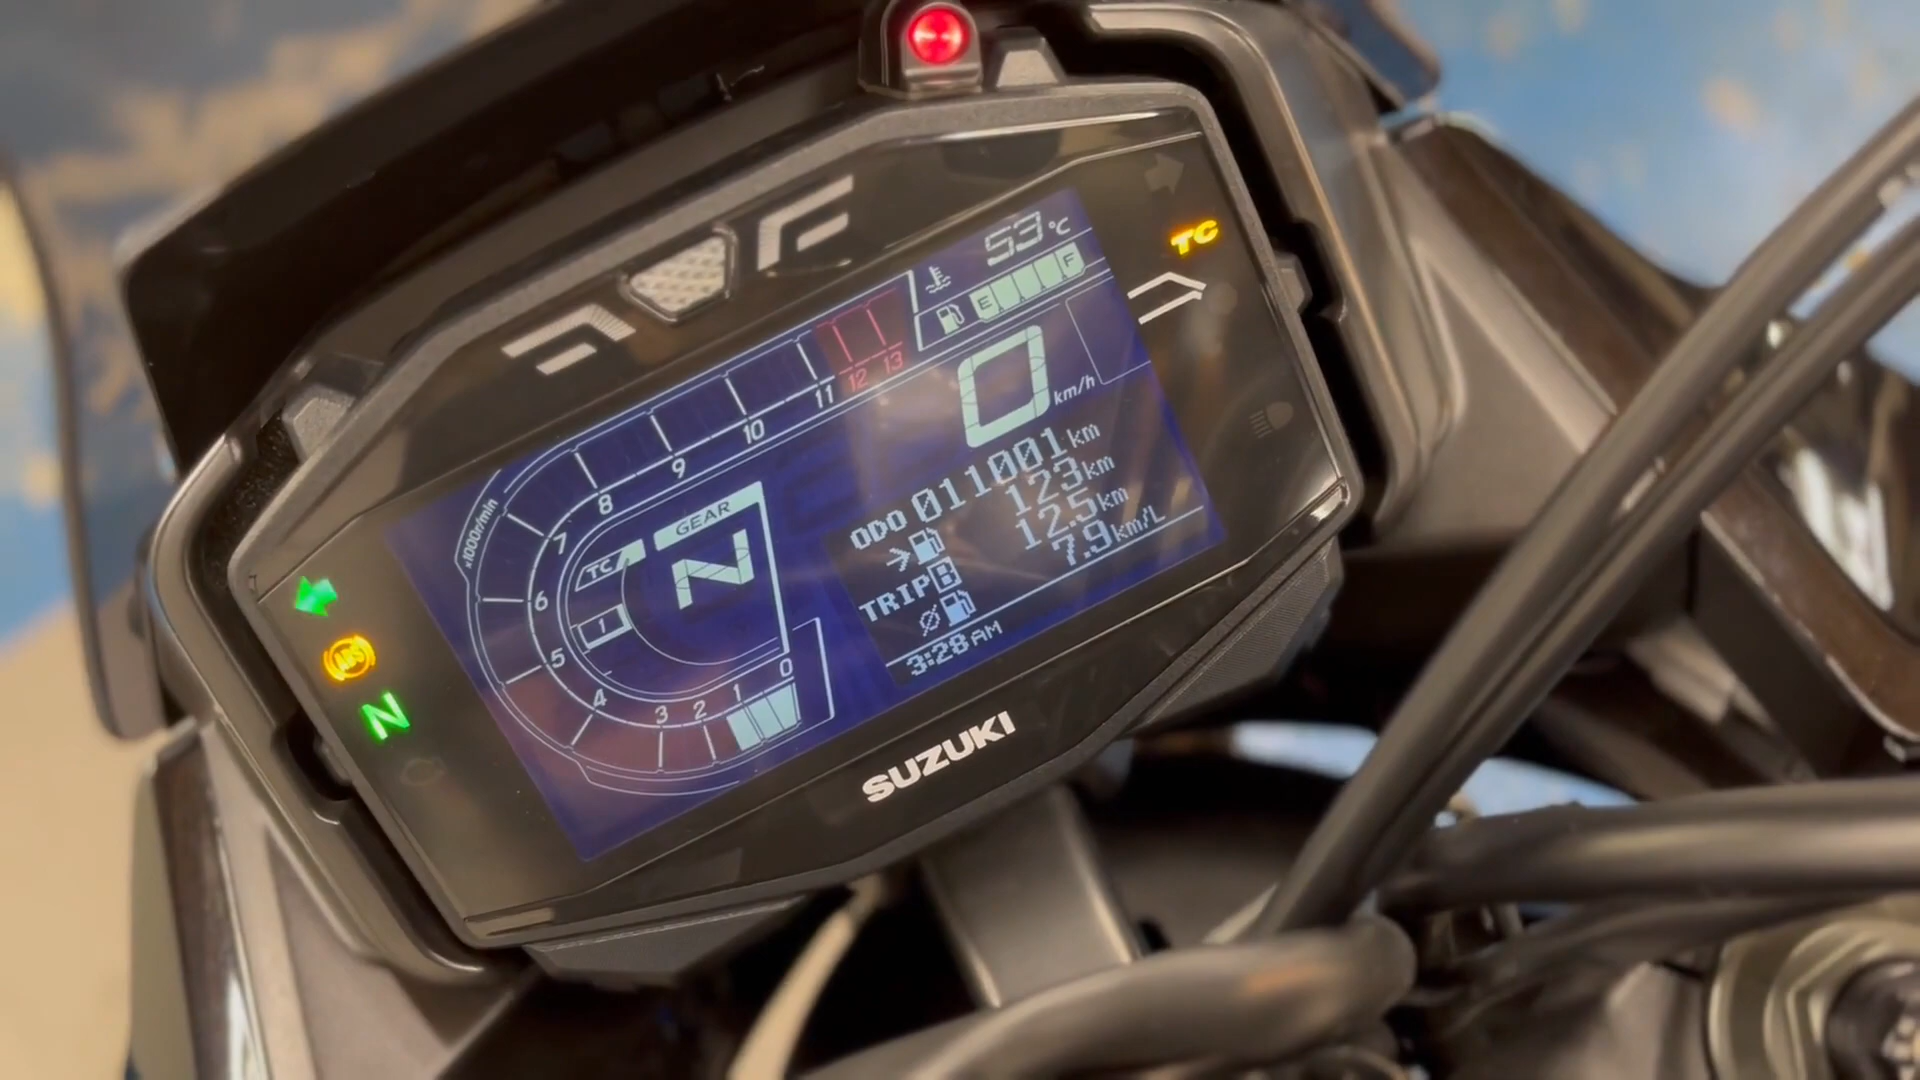 53 °C
TC
E F
x1000r/min
0 1 2 3 4 5 6 7 8 9 10 11 12 13
0 km/h
GEAR
N
TC
ODO 011001 km
123 km
TRIP B 12.5 km
7.9 km/L
3:28 AM
ABS
N
SUZUKI